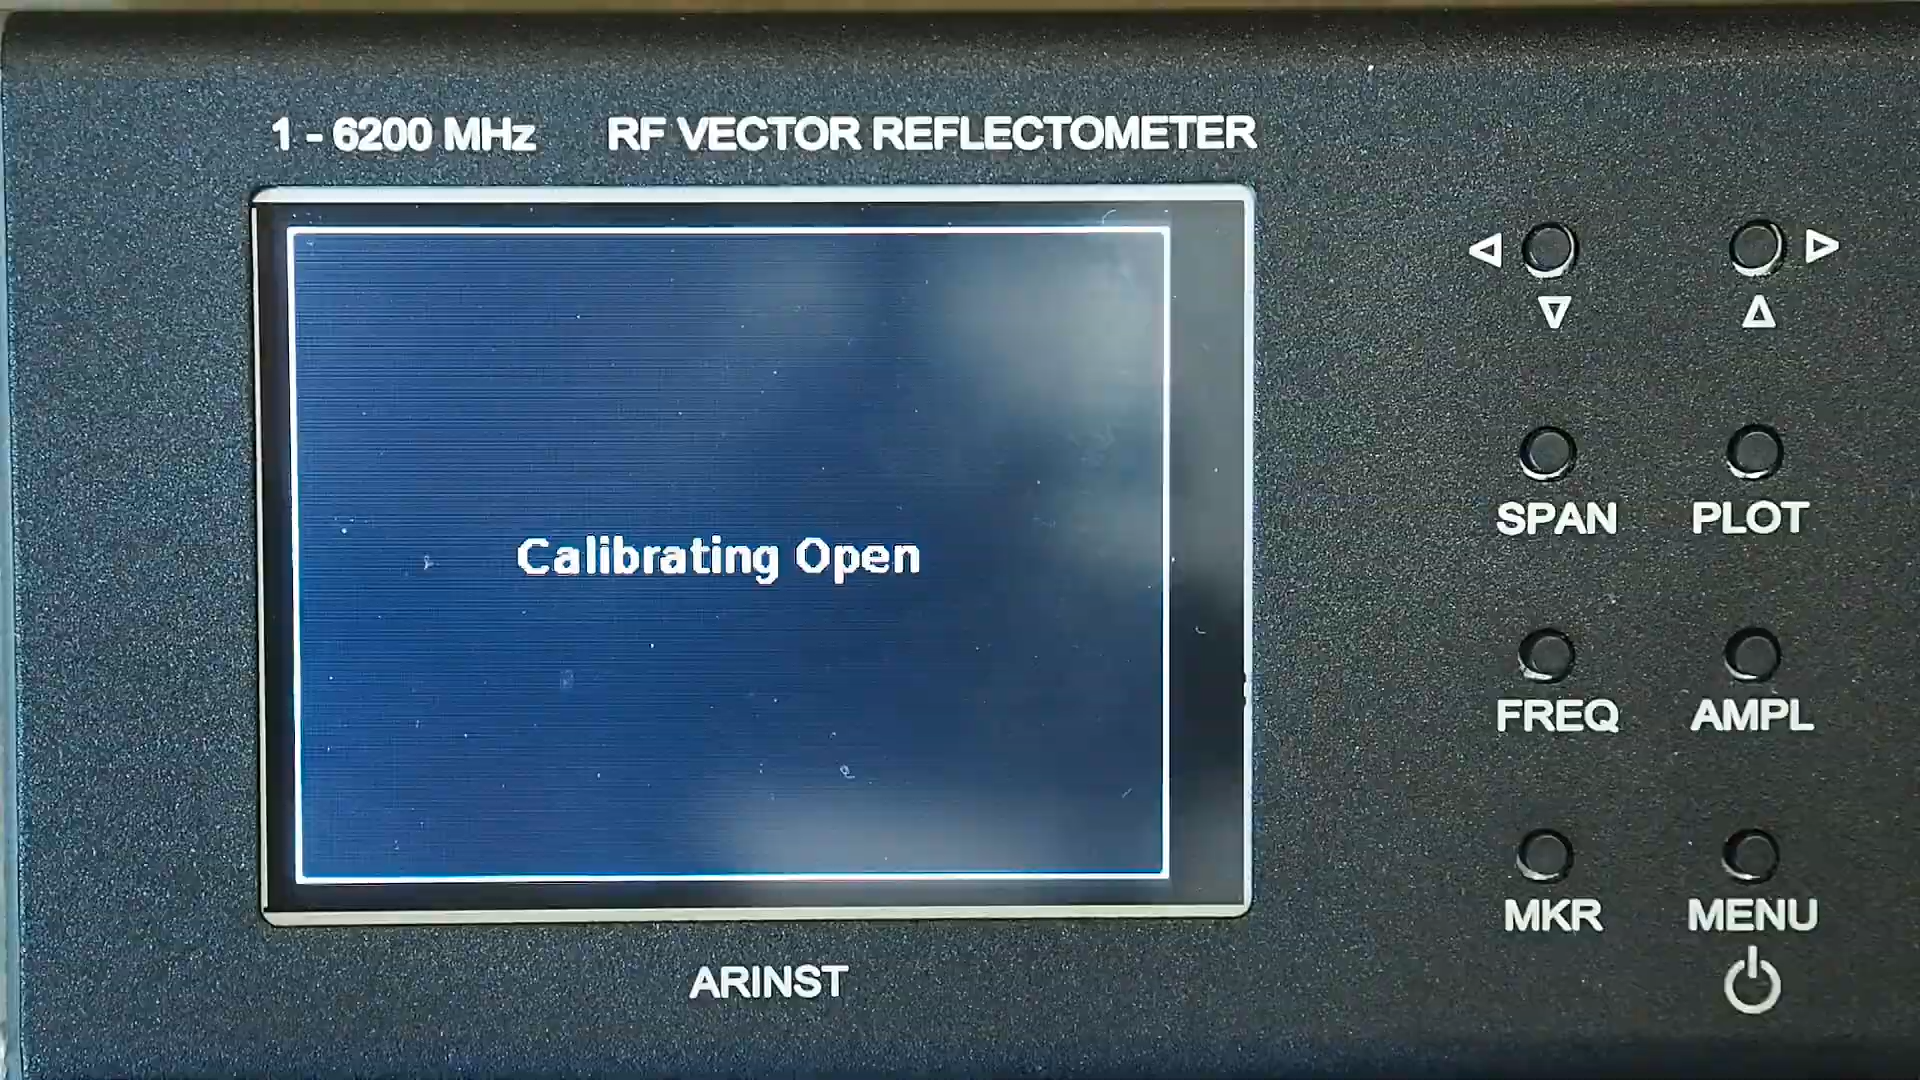 1 - 6200 MHz RF VECTOR REFLECTOMETER
Calibrating Open
SPAN PLOT
FREQ AMPL
MKR MENU
ARINST